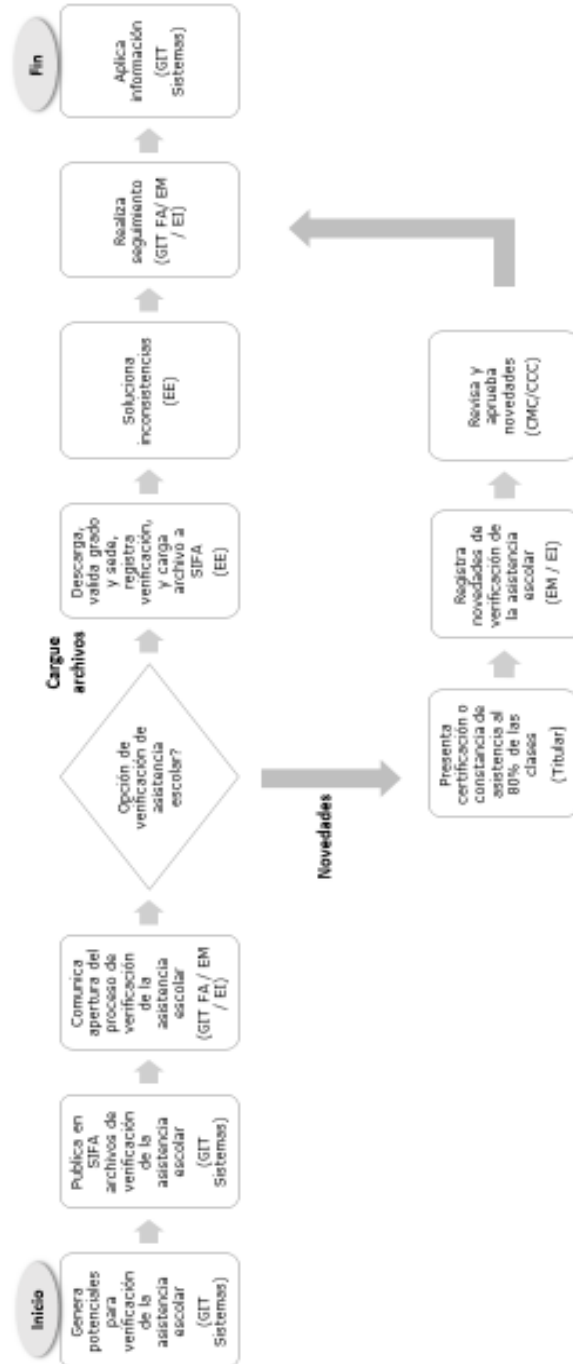 Inicio
Genera
potenciales
para
verificación
de la
asistencia
escolar
(GIT
Sistemas)
Publica en
SIFA
archivos de
verificación
de la
asistencia
escolar
(GIT
Sistemas)
Comunica
apertura del
proceso de
verificación
de la
asistencia
escolar
(GIT FA / EM
/ EI)
Opción de
verificación de
asistencia
escolar?
Cargue
archivos
Descarga,
valida grado
y sede,
registra
verificación,
y carga
archivo a
SIFA
(EE)
Soluciona
inconsistencias
(EE)
Realiza
seguimiento
(GIT FA/ EM
/ EI)
Fin
Aplica
información
(GIT
Sistemas)
Novedades
Presenta
certificación o
constancia de
asistencia al
80% de las
clases
(Titular)
Registra
novedades de
verificación de
la asistencia
escolar
(EM / EI)
Revisa y
aprueba
novedades
(CMC/CCC)